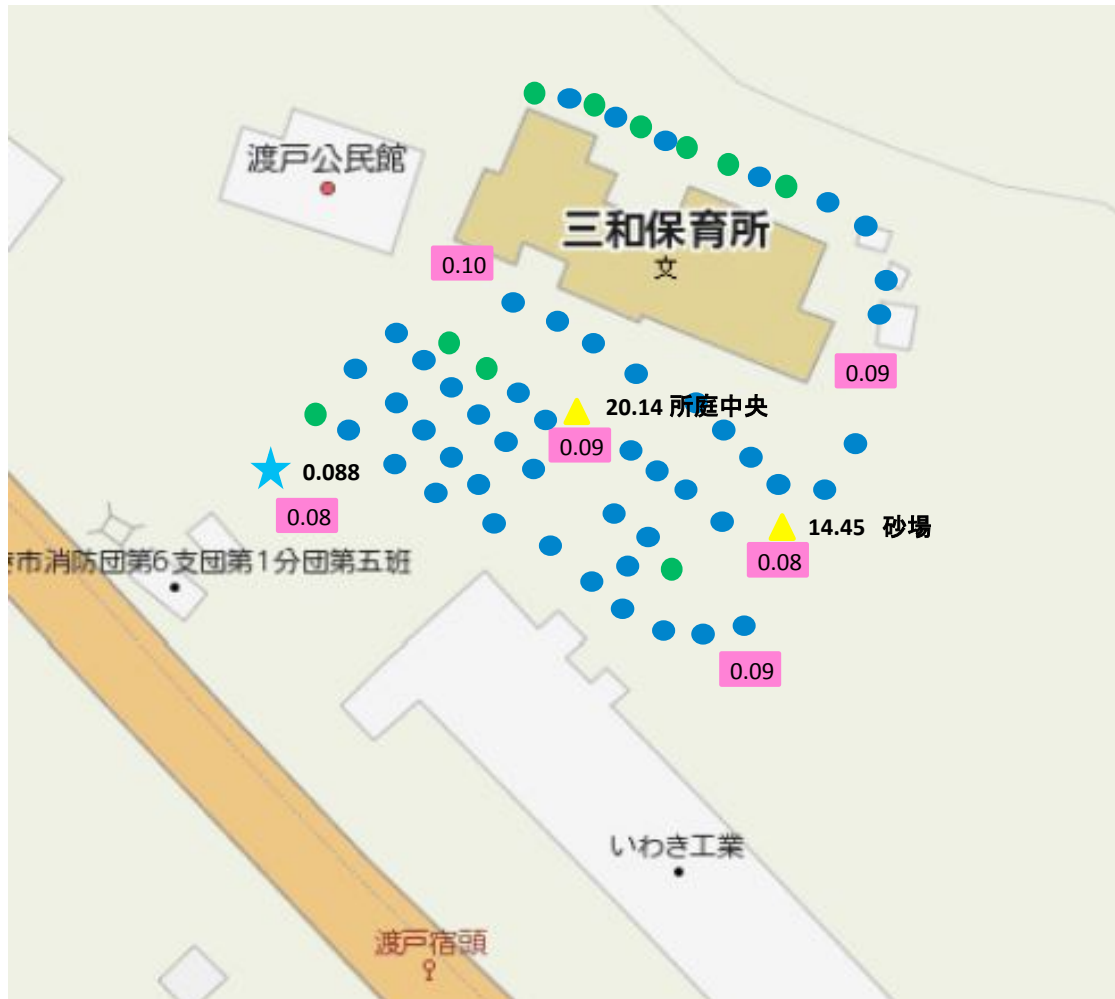 渡戸公民館
三和保育所
文
0.10
0.09
20.14 所庭中央
0.09
0.088
0.08
14.45 砂場
0.08
市消防団第6支団第1分団第五班
0.09
いわき工業
渡戸宿頭